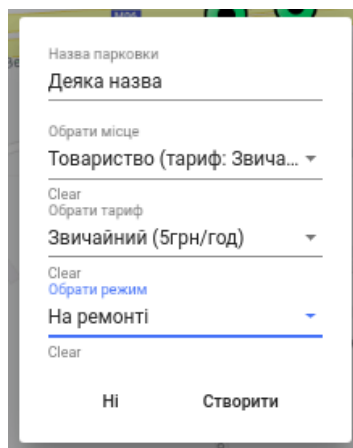 Назва парковки
Деяка назва
Обрати місце
Товариство (тариф: Звича...
Clear
Обрати тариф
Звичайний (5грн/год)
Clear
Обрати режим
На ремонті
Clear
Ні Створити